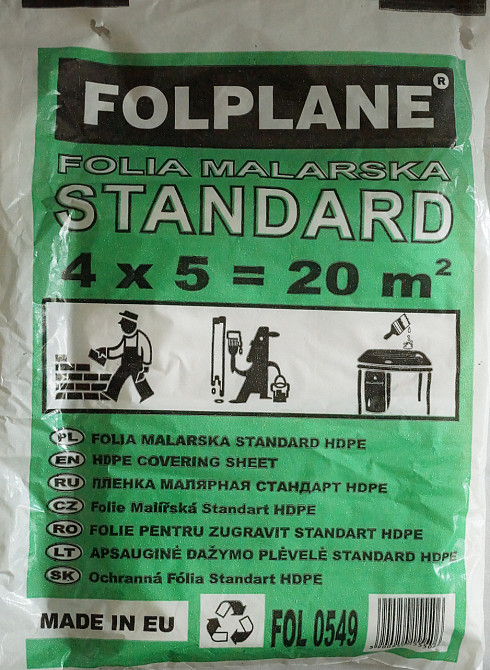 FOLPLANE®
FOLIA MALARSKA
STANDARD
4 x 5 = 20 m²
PL FOLIA MALARSKA STANDARD HDPE
EN HDPE COVERING SHEET
RU ПЛЕНКА МАЛЯРНАЯ СТАНДАРТ HDPE
CZ Folie Malířská Standart HDPE
RO FOLIE PENTRU ZUGRAVIT STANDART HDPE
LT APSAUGINĖ DAŽYMO PLĖVELĖ STANDARD HDPE
SK Ochranná Fólia Standart HDPE
MADE IN EU FOL 0549